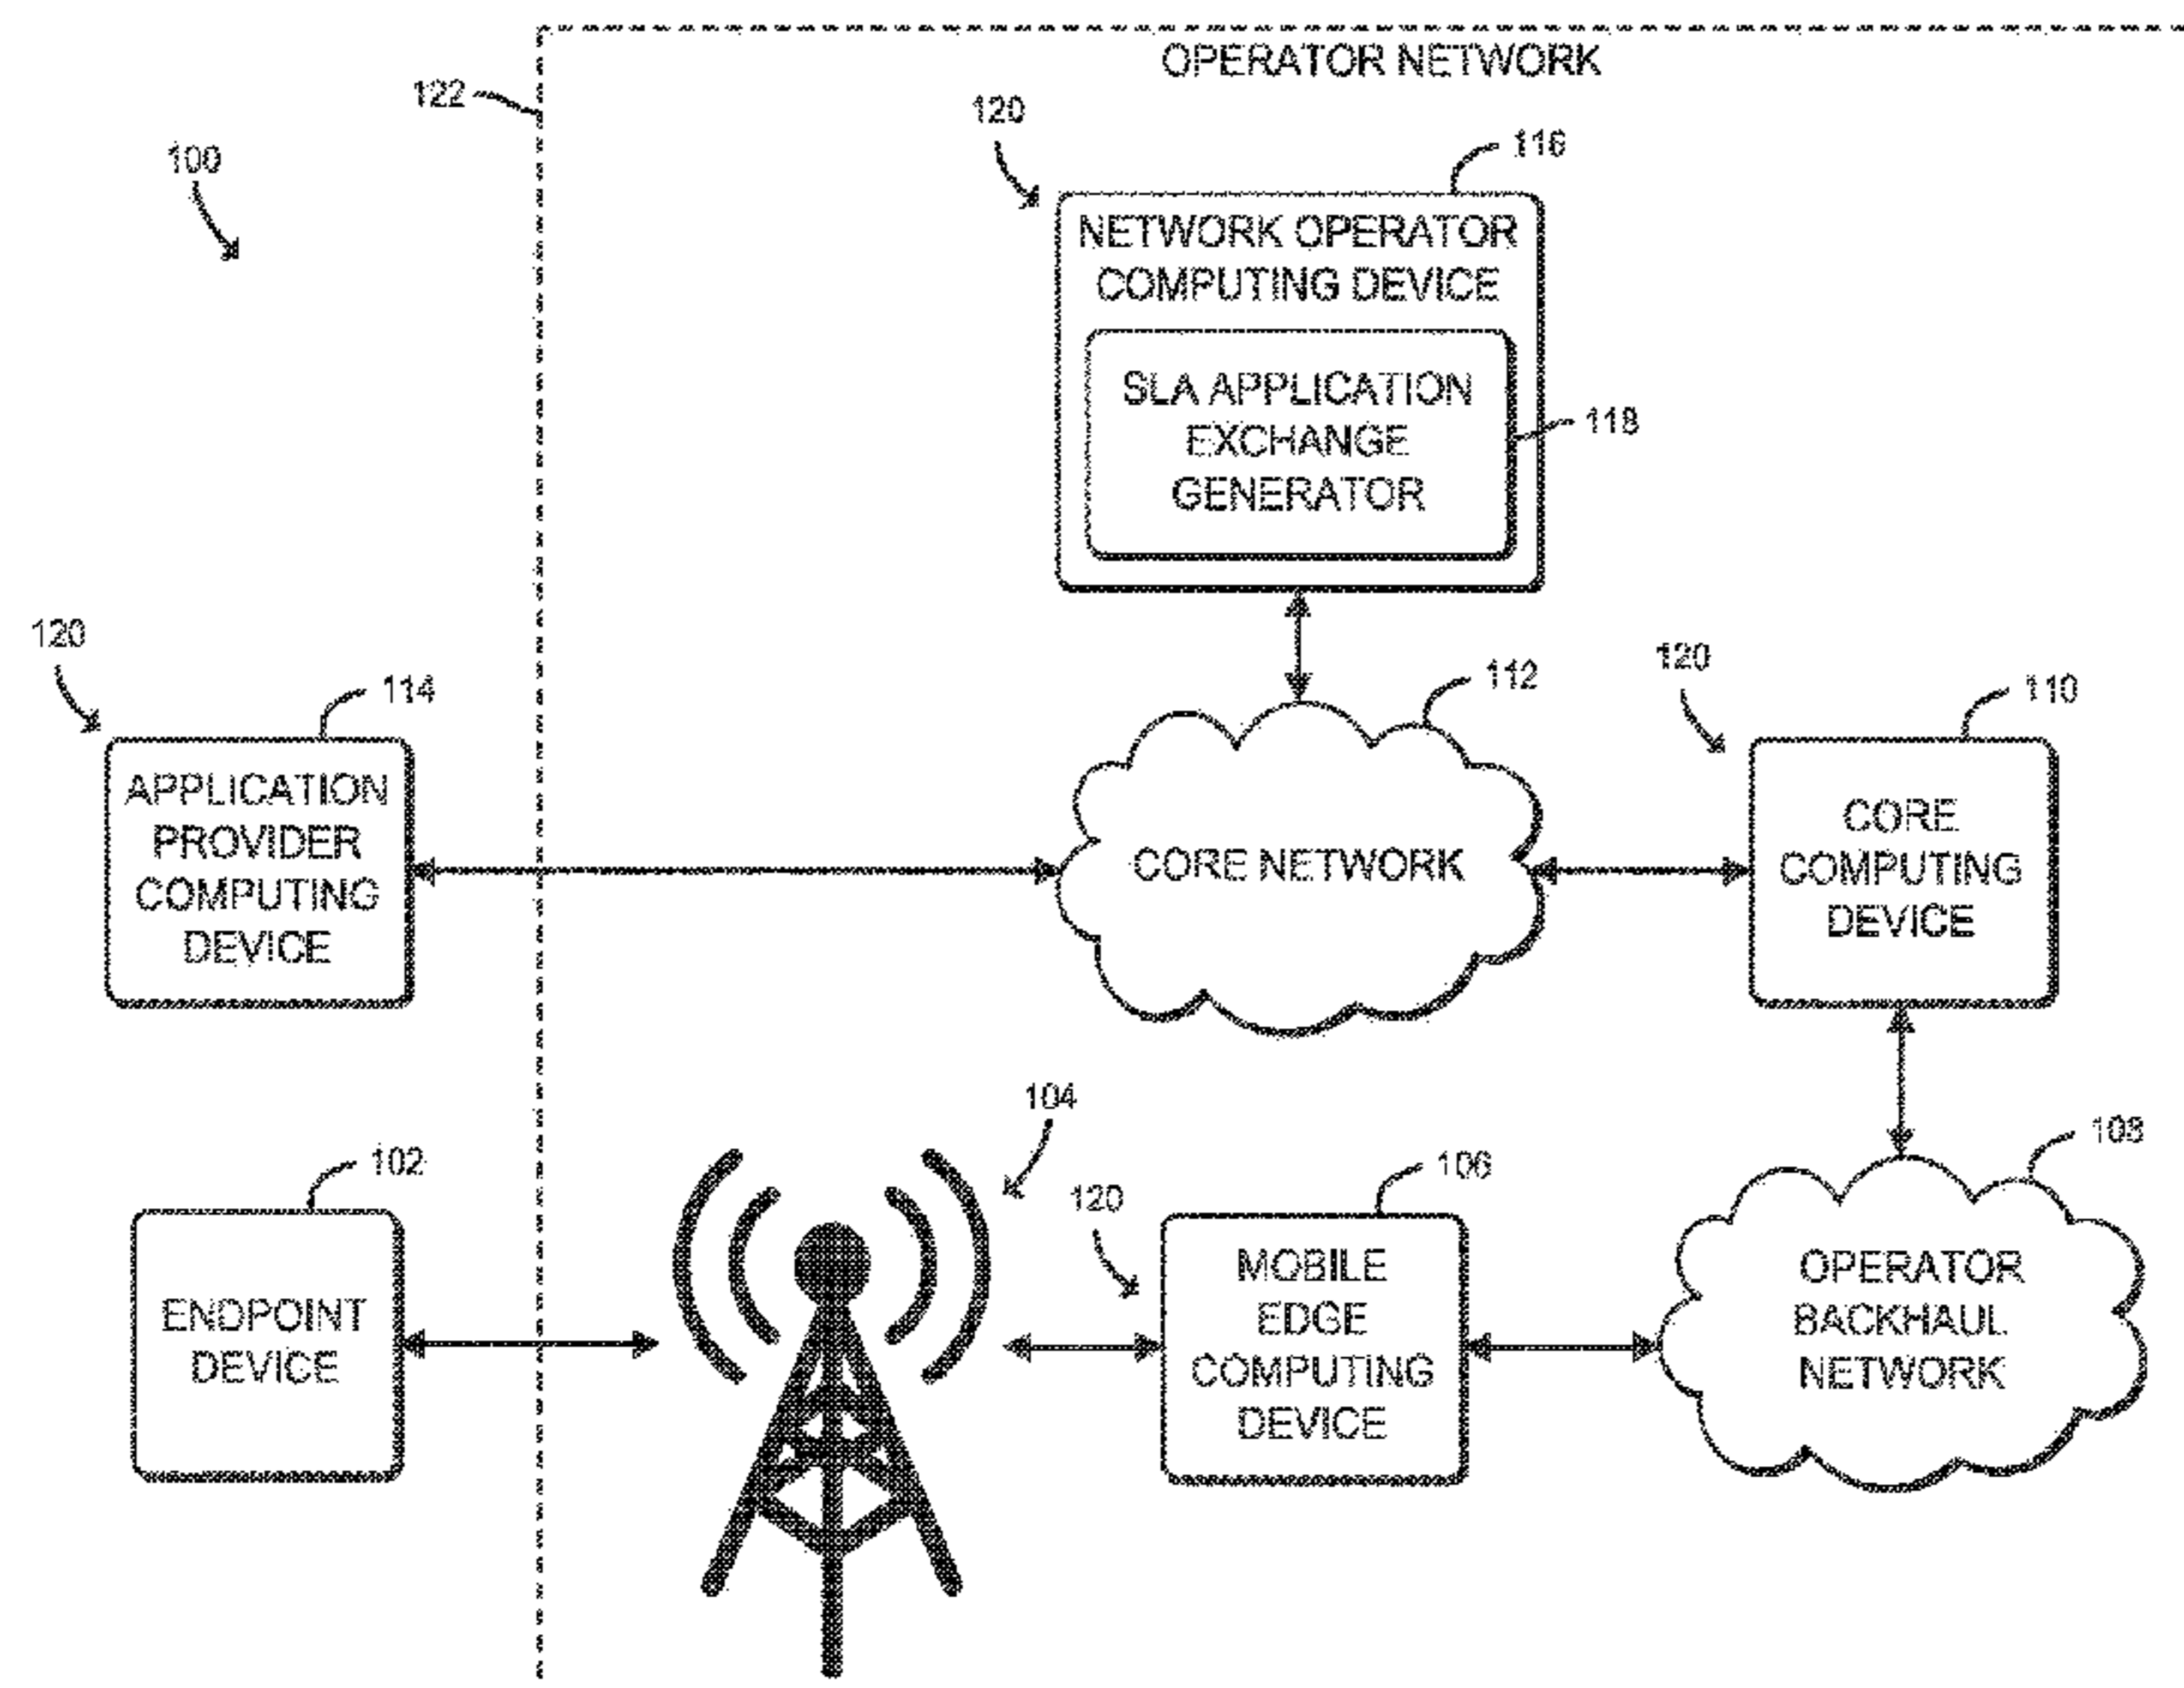 OPERATOR NETWORK
122
120
116
100
NETWORK OPERATOR
COMPUTING DEVICE
SLA APPLICATION
EXCHANGE
GENERATOR
118
120
114
112
120
110
APPLICATION
PROVIDER
COMPUTING
DEVICE
CORE NETWORK
CORE
COMPUTING
DEVICE
104
102
120
106
108
ENDPOINT
DEVICE
MOBILE
EDGE
COMPUTING
DEVICE
OPERATOR
BACKHAUL
NETWORK